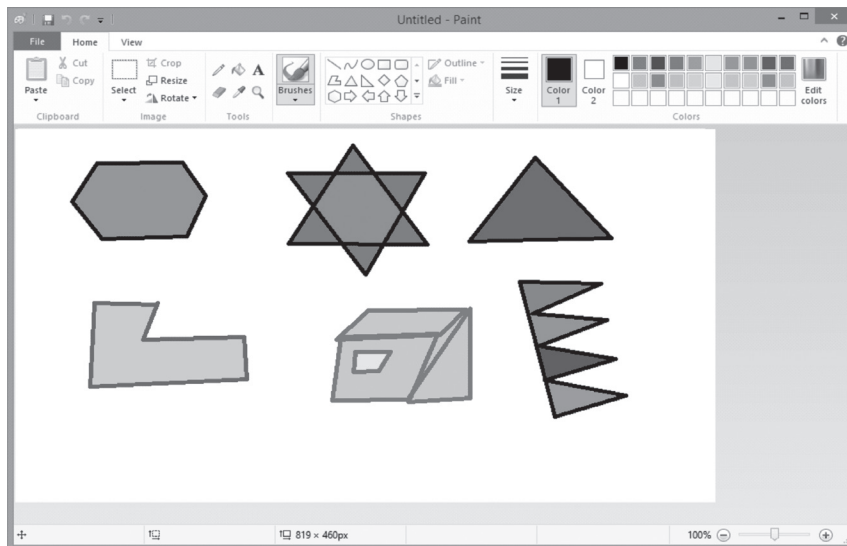 Untitled - Paint
File Home View
Cut
Copy
Paste
Clipboard
Select
Crop
Resize
Rotate
Image
A
Tools
Brushes
Outline
Fill
Shapes
Size
Color 1
Color 2
Edit colors
Colors
819 × 460px
100%